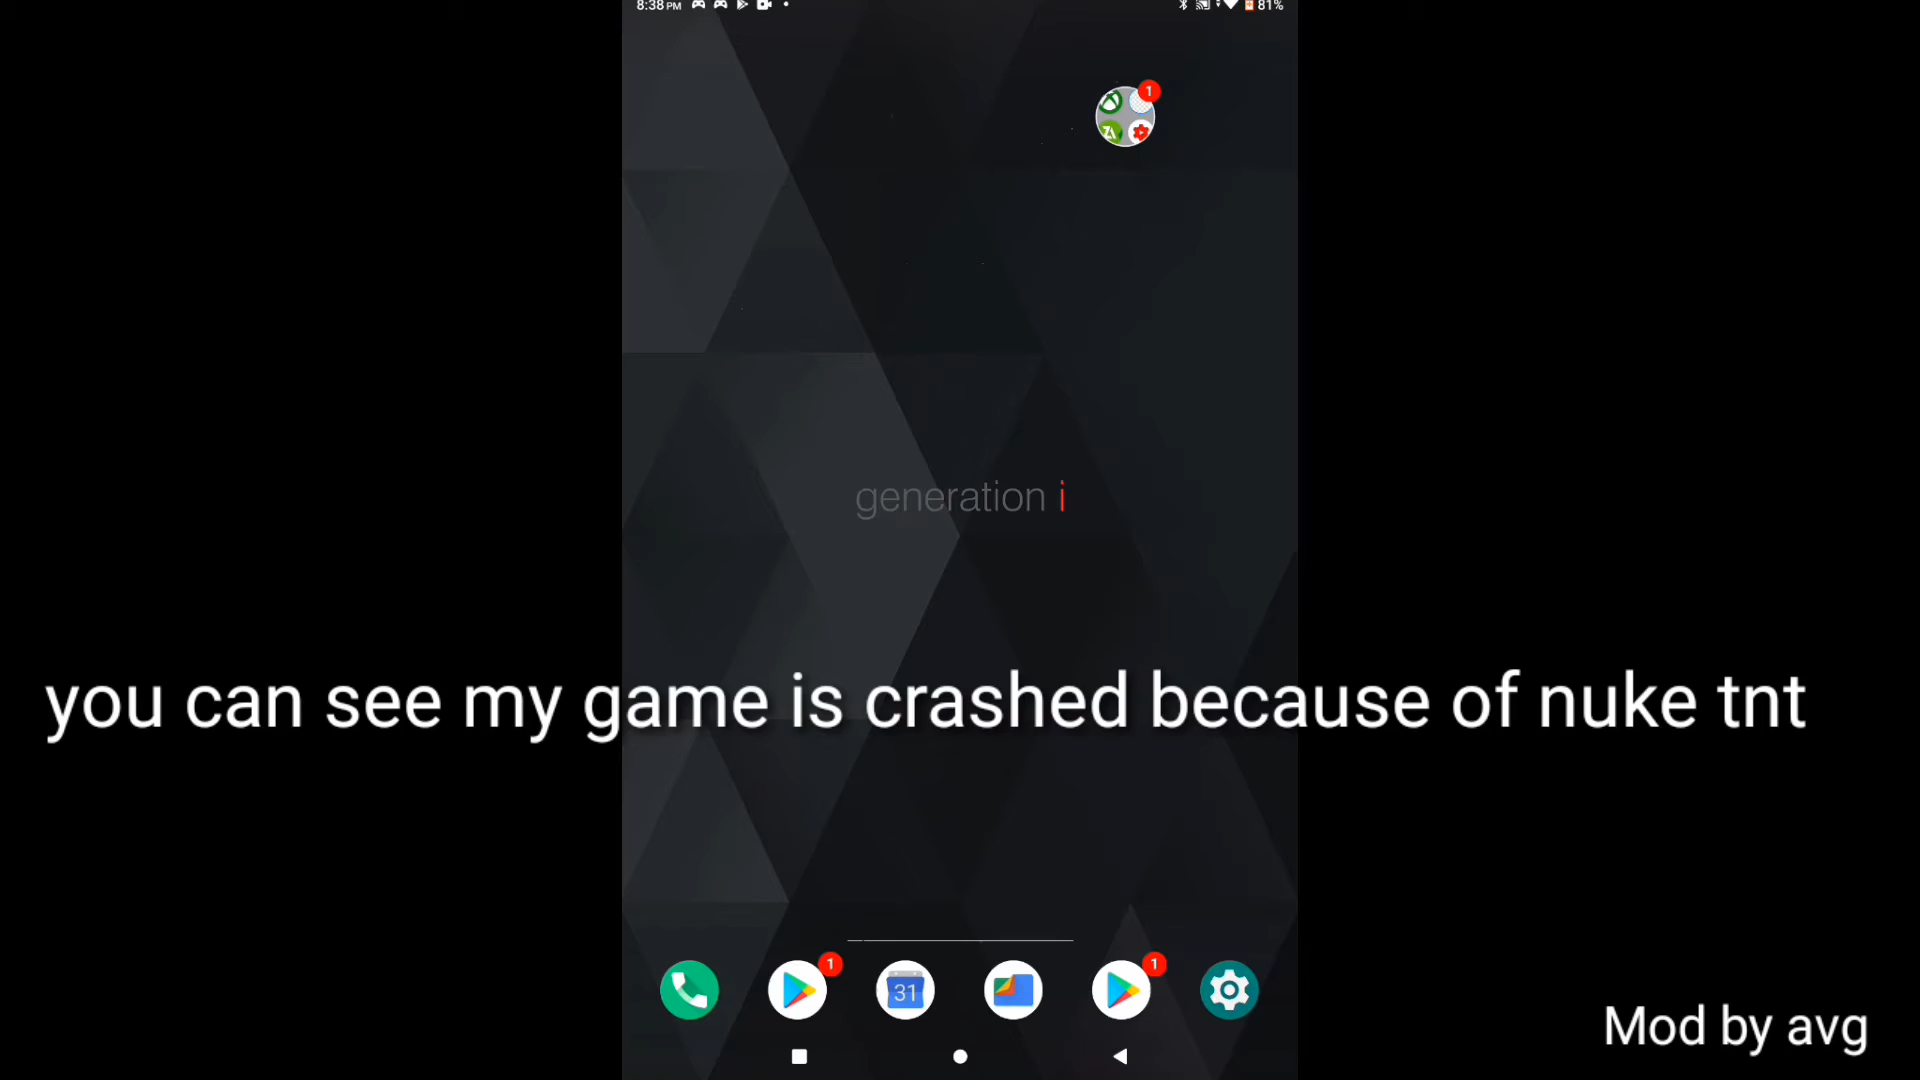 8:38 PM
81%
1
ZA
generation i
you can see my game is crashed because of nuke tnt
1
31
1
Mod by avg